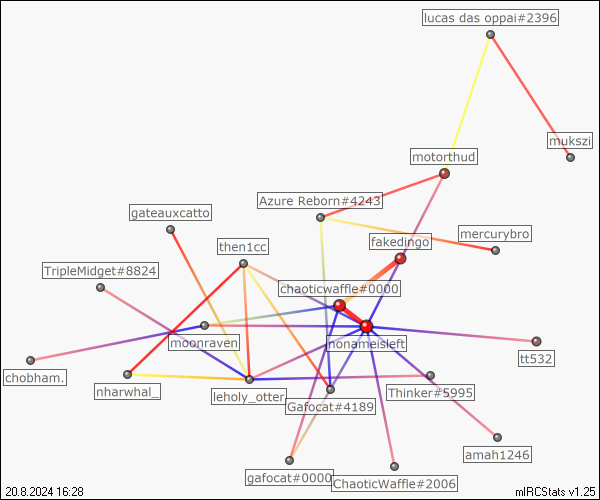 lucas das oppai#2396
mukszi
motorthud
Azure Reborn#4243
gateauxcatto
mercurybro
fakedingo
then1cc
TripleMidget#8824
chaoticwaffle#0000
moonraven
nonameisleft
tt532
chobham.
nharwhal_
leholy_otter
Thinker#5995
Gafocat#4189
amah1246
gafocat#0000
ChaoticWaffle#2006
20.8.2024 16:28
mIRCStats v1.25